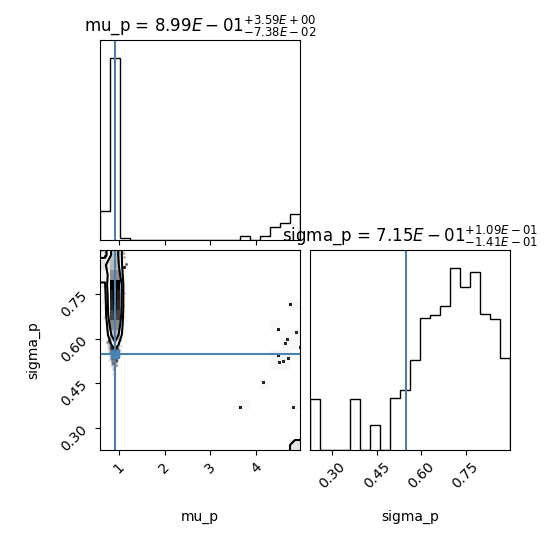 mu_p = 8.99E − 01+3.59E+00 −7.38E−02
sigma_p = 7.15E − 01+1.09E−01 −1.41E−01
sigma_p
0.75
0.60
0.45
0.30
1 2 3 4
0.30 0.45 0.60 0.75
mu_p
sigma_p